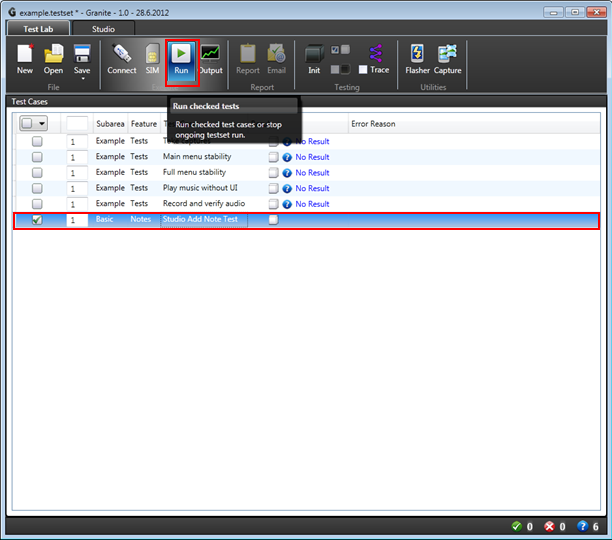 example.testset * - Granite - 1.0 - 28.6.2012
Test Lab Studio
New Open Save Connect SIM Run Output Report Email Init Trace Flasher Capture
File Report Testing Utilities
Test Cases
Run checked tests
Run checked test cases or stop
ongoing testset run.
Subarea Feature Error Reason
1 Example Tests No Result
1 Example Tests Main menu stability No Result
1 Example Tests Full menu stability No Result
1 Example Tests Play music without UI No Result
1 Example Tests Record and verify audio No Result
1 Basic Notes Studio Add Note Test
0 0 6